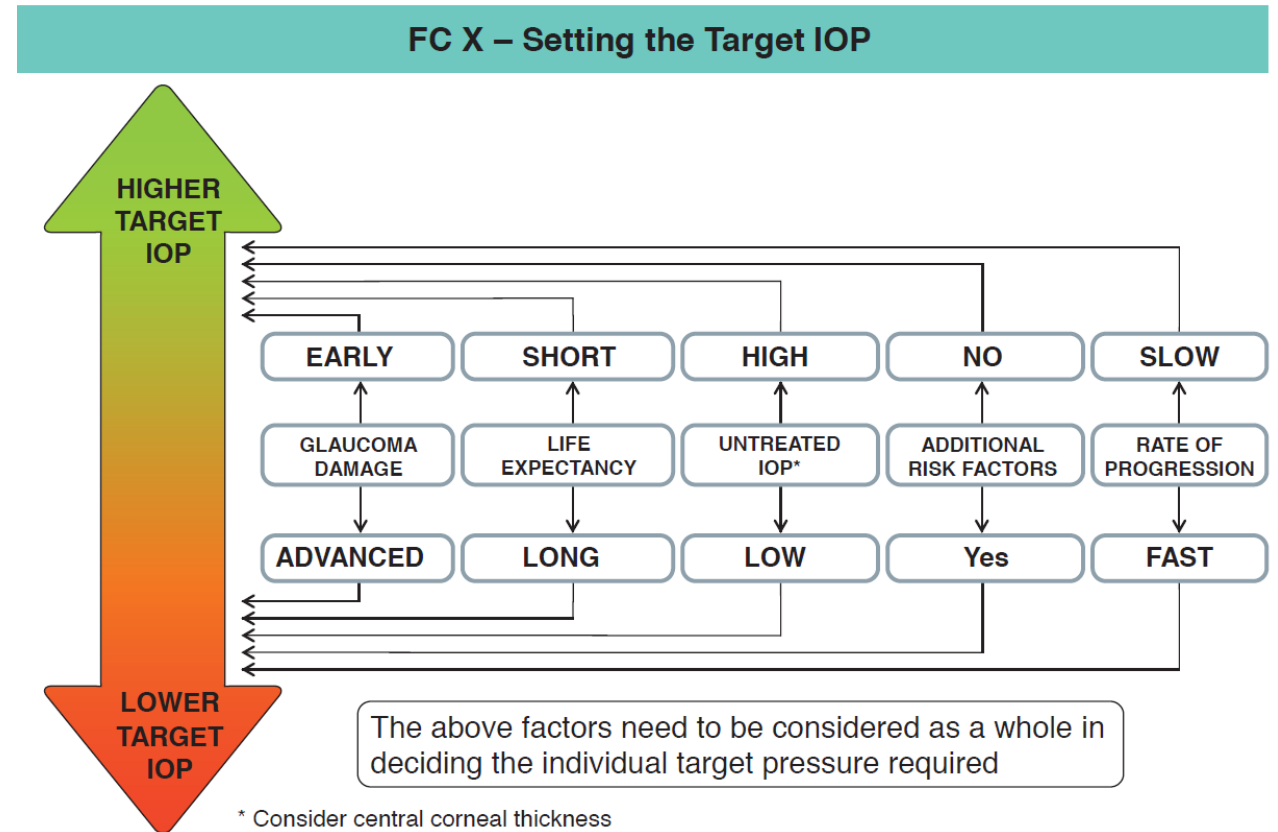 FC X – Setting the Target IOP
HIGHER
TARGET
IOP
EARLY
SHORT
HIGH
NO
SLOW
GLAUCOMA
DAMAGE
LIFE
EXPECTANCY
UNTREATED
IOP*
ADDITIONAL
RISK FACTORS
RATE OF
PROGRESSION
ADVANCED
LONG
LOW
Yes
FAST
LOWER
TARGET
IOP
The above factors need to be considered as a whole in
deciding the individual target pressure required
* Consider central corneal thickness